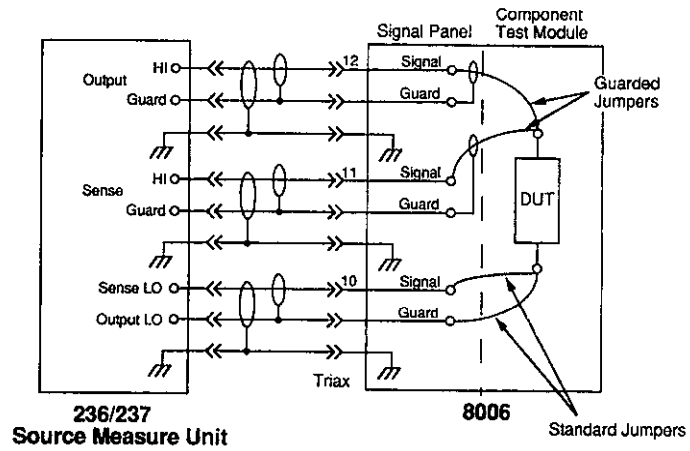 Signal Panel
Component
Test Module
Output
HI
Guard
12
Signal
Guard
Guarded
Jumpers
Sense
HI
Guard
11
Signal
Guard
DUT
Sense LO
Output LO
10
Signal
Guard
Triax
236/237
Source Measure Unit
8006
Standard Jumpers